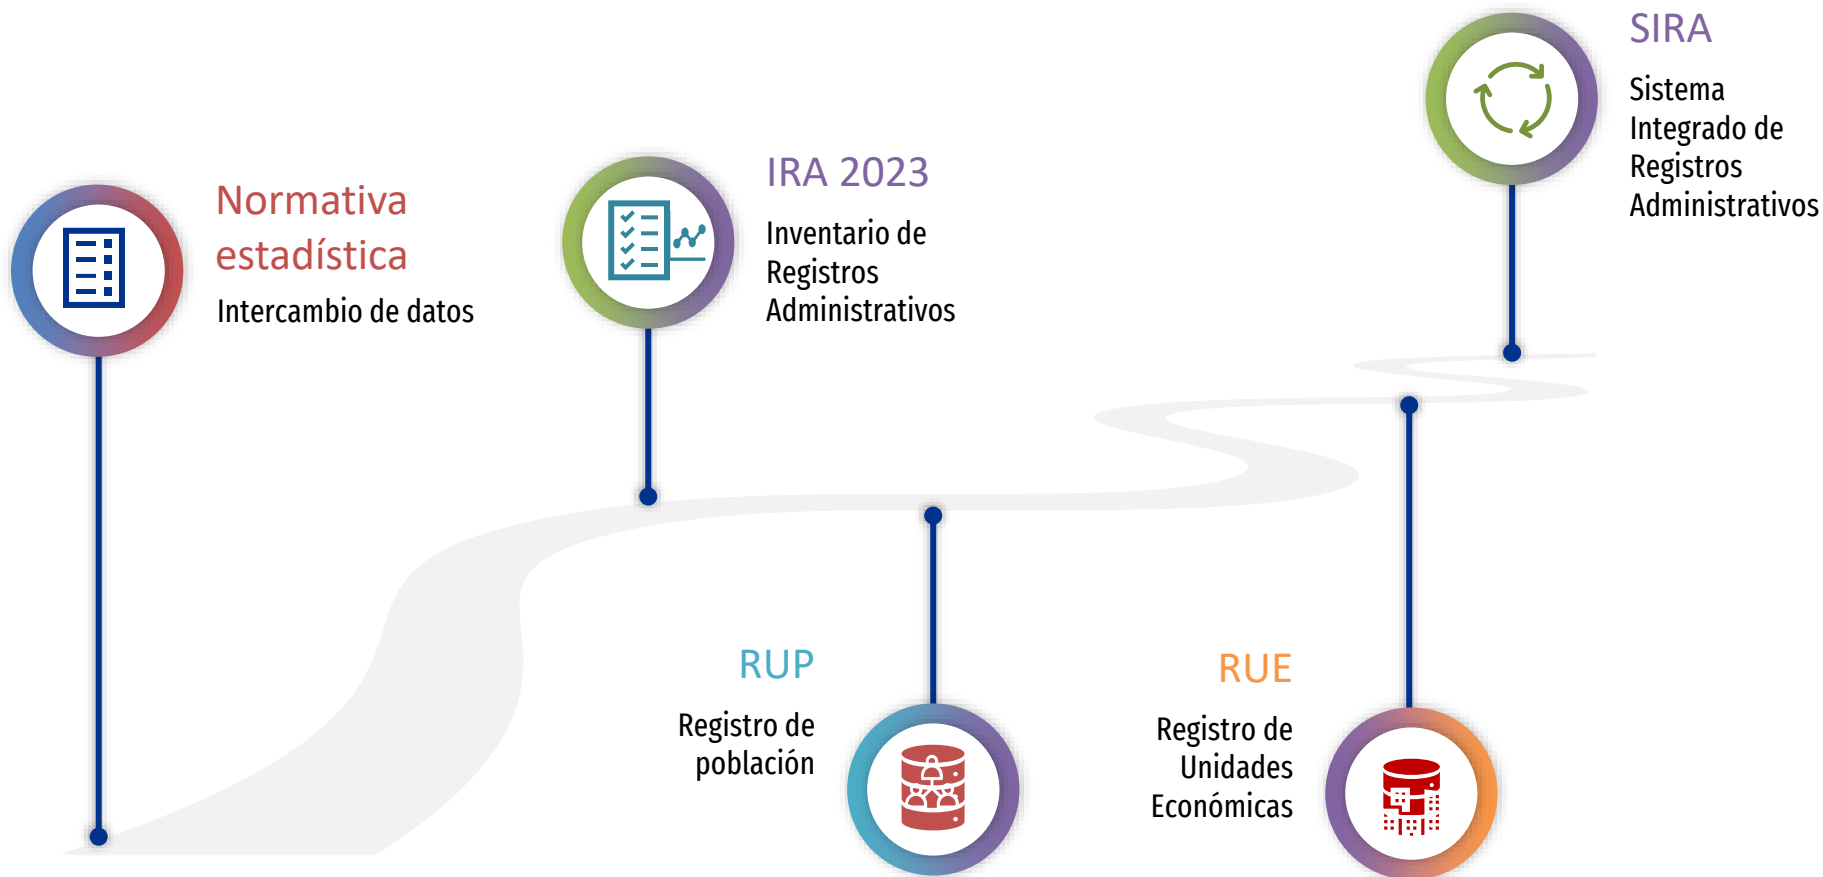 Normativa
estadística
Intercambio de datos
IRA 2023
Inventario de
Registros
Administrativos
RUP
Registro de
población
RUE
Registro de
Unidades
Económicas
SIRA
Sistema
Integrado de
Registros
Administrativos